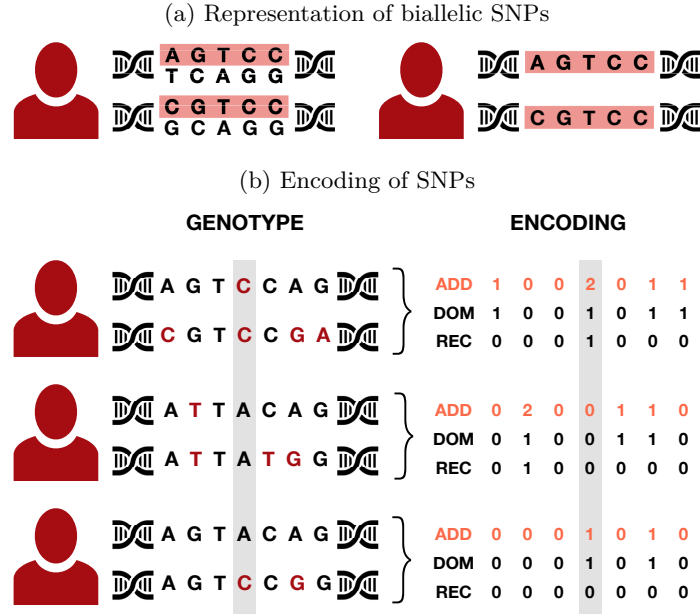 (a) Representation of biallelic SNPs
A G T C C
T C A G G
C G T C C
G C A G G
A G T C C
C G T C C
(b) Encoding of SNPs
GENOTYPE ENCODING
A G T C C A G ADD 1 0 0 2 0 1 1
DOM 1 0 0 1 0 1 1
C G T C C G A REC 0 0 0 1 0 0 0
A T T A C A G ADD 0 2 0 0 1 1 0
DOM 0 1 0 0 1 1 0
A T T A T G G REC 0 1 0 0 0 0 0
A G T A C A G ADD 0 0 0 1 0 1 0
DOM 0 0 0 1 0 1 0
A G T C C G G REC 0 0 0 0 0 0 0